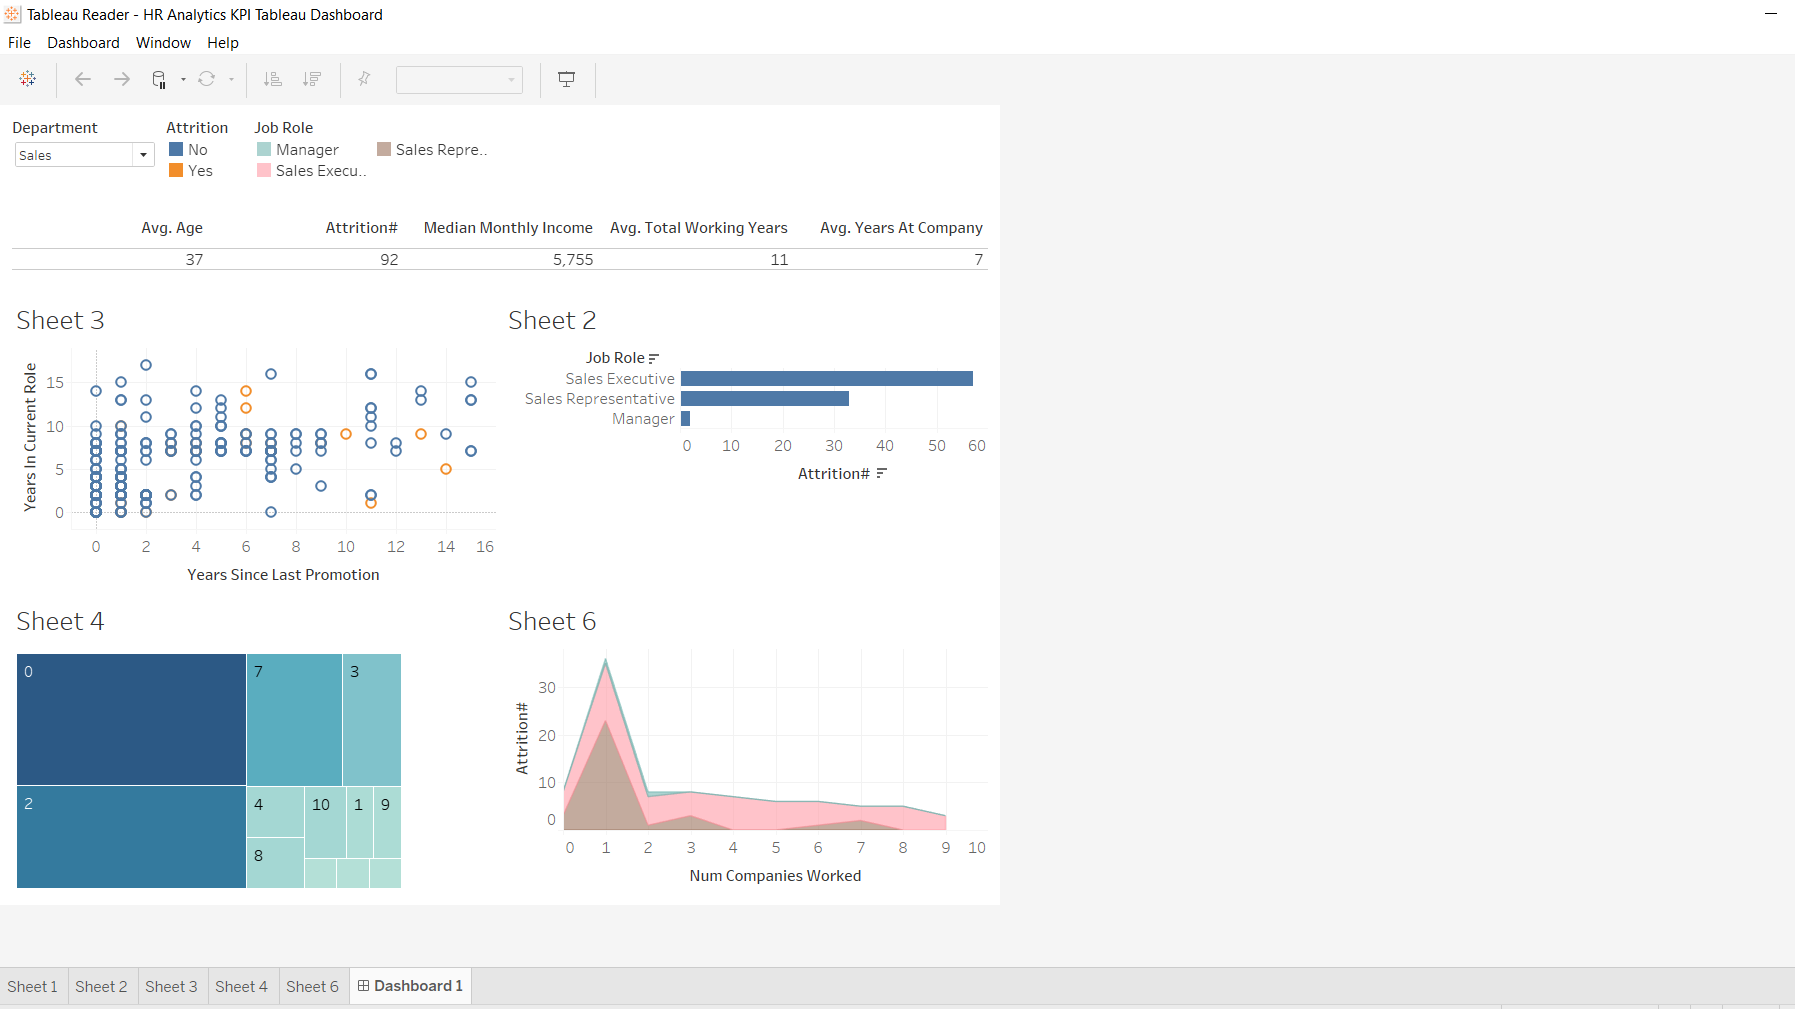 Tableau Reader - HR Analytics KPI Tableau Dashboard
File Dashboard Window Help
Department Attrition Job Role
Sales No Manager Sales Repre..
Yes Sales Execu..
Avg. Age Attrition# Median Monthly Income Avg. Total Working Years Avg. Years At Company
37 92 5,755 11 7
Sheet 3
Years In Current Role
15
10
5
0
0 2 4 6 8 10 12 14 16
Years Since Last Promotion
Sheet 2
Job Role
Sales Executive
Sales Representative
Manager
0 10 20 30 40 50 60
Attrition#
Sheet 4
0 7 3
2 4 10 1 9
8
Sheet 6
Attrition#
30
20
10
0
0 1 2 3 4 5 6 7 8 9 10
Num Companies Worked
Sheet 1 Sheet 2 Sheet 3 Sheet 4 Sheet 6 Dashboard 1